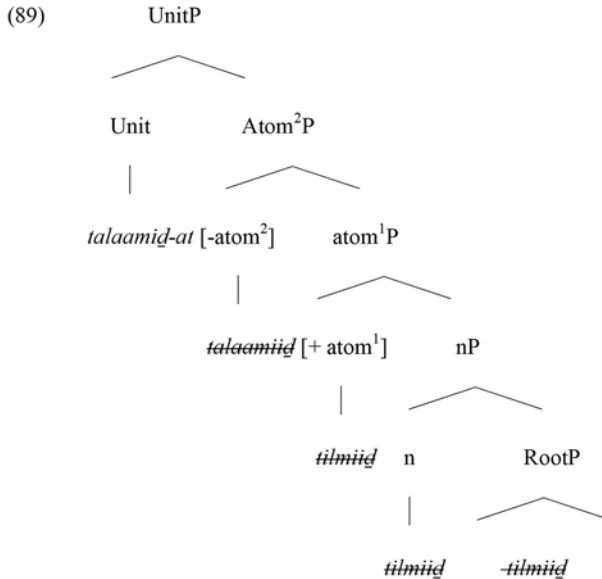 (89) UnitP
Unit Atom²P
talaamiḏ-at [-atom²] atom¹P
talaamiiḏ [+ atom¹] nP
tilmiiḏ n RootP
tilmiiḏ tilmiiḏ